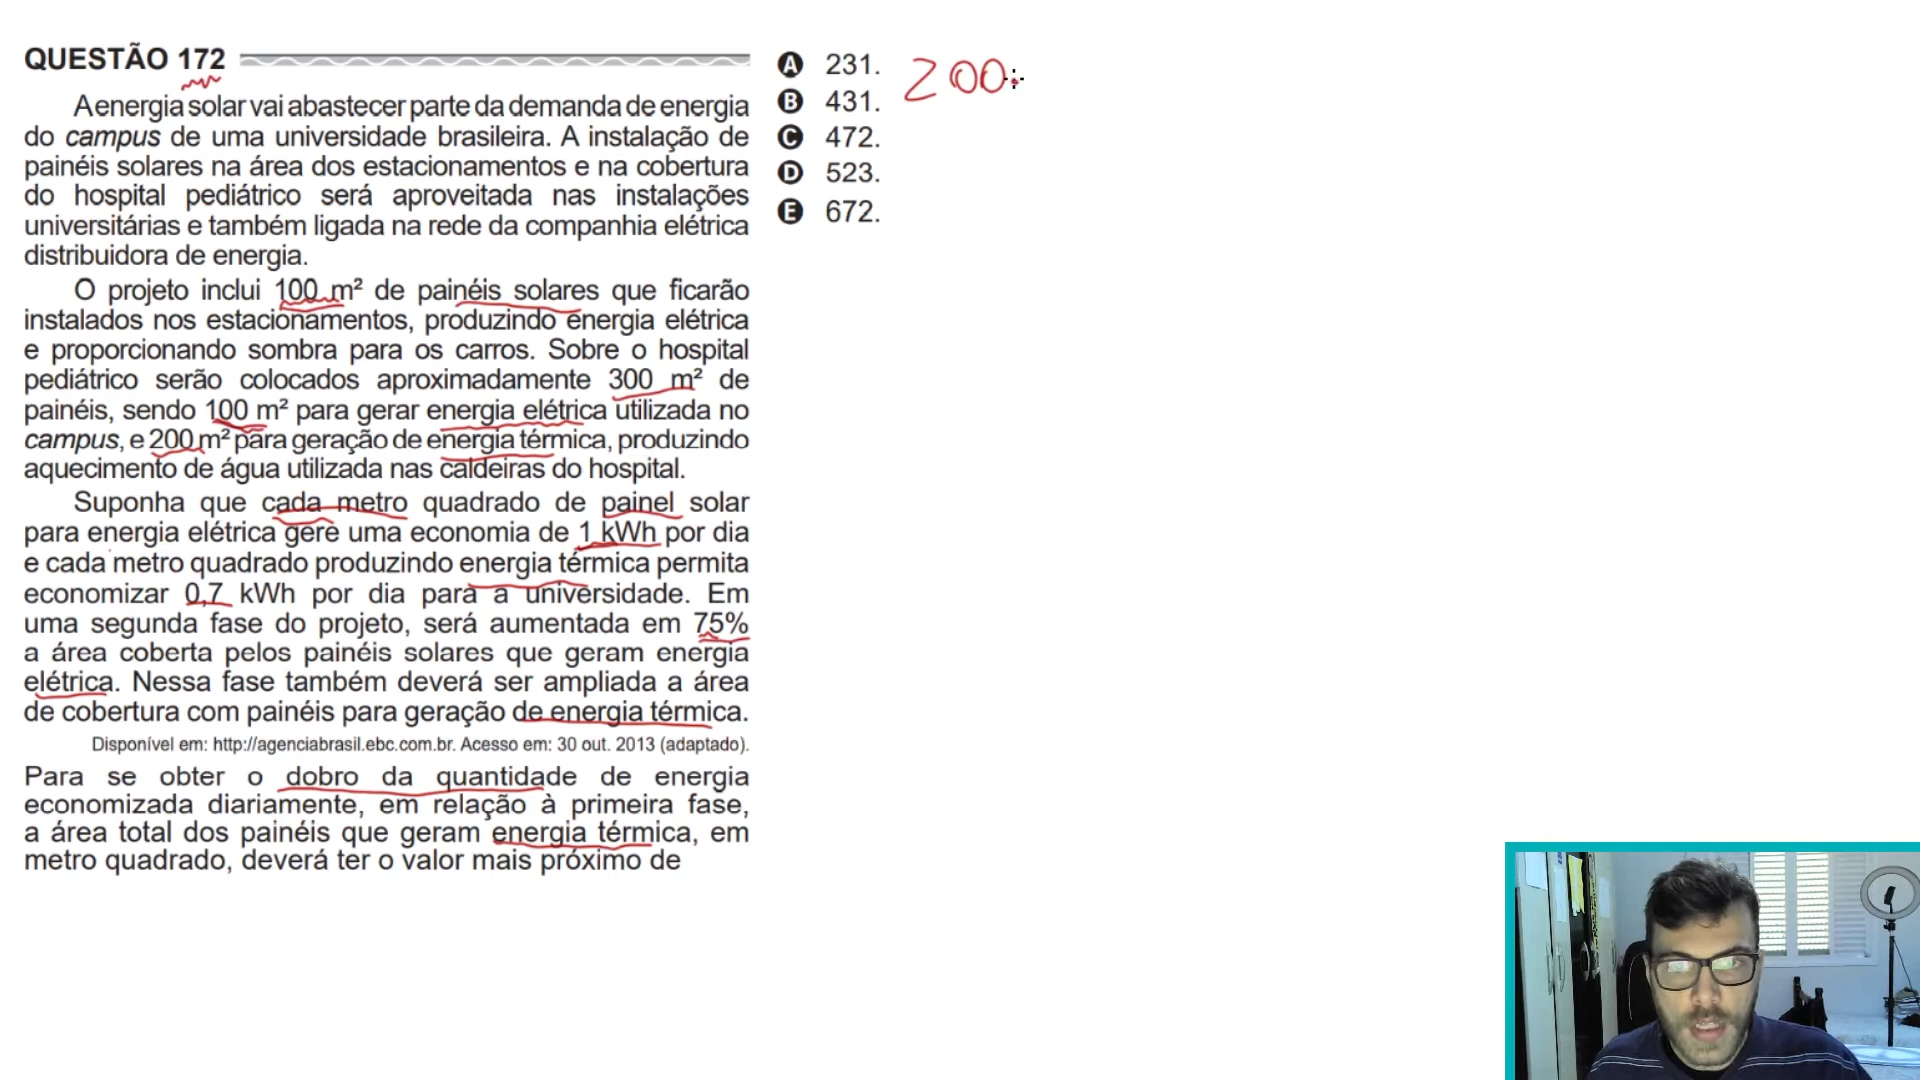 QUESTÃO 172
A energia solar vai abastecer parte da demanda de energia
do campus de uma universidade brasileira. A instalação de
painéis solares na área dos estacionamentos e na cobertura
do hospital pediátrico será aproveitada nas instalações
universitárias e também ligada na rede da companhia elétrica
distribuidora de energia.
O projeto inclui 100 m² de painéis solares que ficarão
instalados nos estacionamentos, produzindo energia elétrica
e proporcionando sombra para os carros. Sobre o hospital
pediátrico serão colocados aproximadamente 300 m² de
painéis, sendo 100 m² para gerar energia elétrica utilizada no
campus, e 200 m² para geração de energia térmica, produzindo
aquecimento de água utilizada nas caldeiras do hospital.
Suponha que cada metro quadrado de painel solar
para energia elétrica gere uma economia de 1 kWh por dia
e cada metro quadrado produzindo energia térmica permita
economizar 0,7 kWh por dia para a universidade. Em
uma segunda fase do projeto, será aumentada em 75%
a área coberta pelos painéis solares que geram energia
elétrica. Nessa fase também deverá ser ampliada a área
de cobertura com painéis para geração de energia térmica.
Disponível em: http://agenciabrasil.ebc.com.br. Acesso em: 30 out. 2013 (adaptado).
Para se obter o dobro da quantidade de energia
economizada diariamente, em relação à primeira fase,
a área total dos painéis que geram energia térmica, em
metro quadrado, deverá ter o valor mais próximo de
A 231.
B 431.
C 472.
D 523.
E 672.
200.